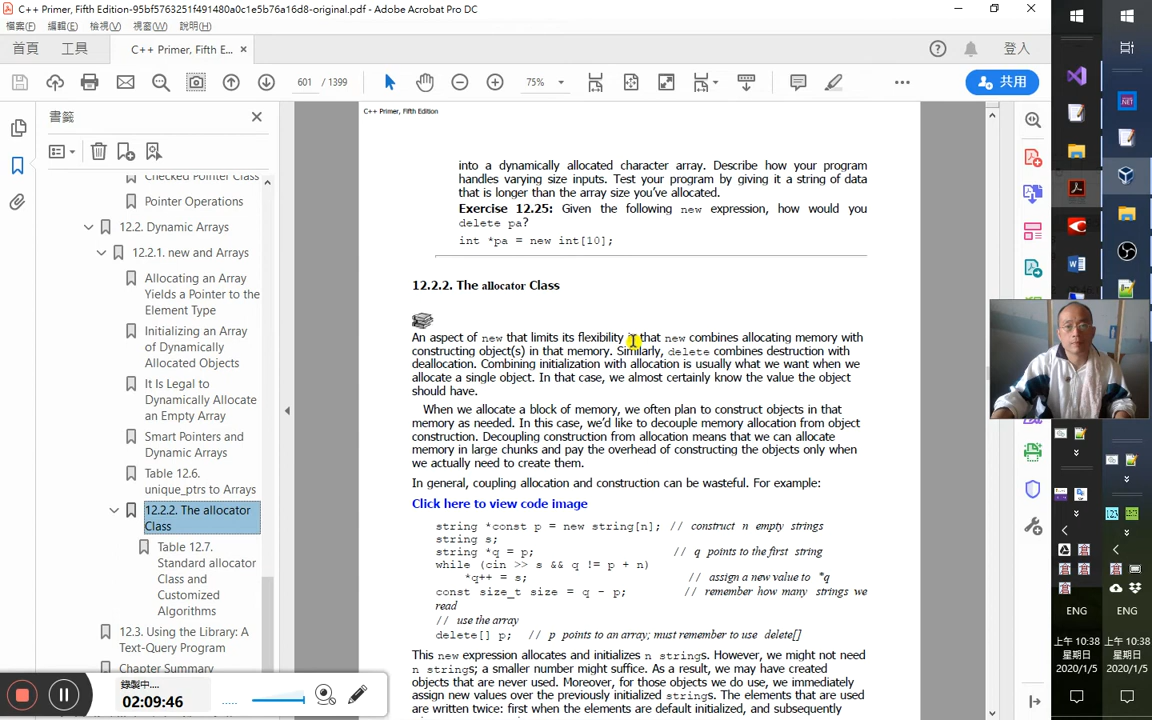 C++ Primer, Fifth Edition-95bf5763251f491480a0c1e5b76a16d8-original.pdf - Adobe Acrobat Pro DC
檔案(F) 編輯(E) 檢視(V) 視窗(W) 說明(H)
首頁 工具 C++ Primer, Fifth E... ×
登入
601 / 1399
75%
共用
書籤
Checked Pointer Class
Pointer Operations
12.2. Dynamic Arrays
12.2.1. new and Arrays
Allocating an Array
Yields a Pointer to the
Element Type
Initializing an Array
of Dynamically
Allocated Objects
It Is Legal to
Dynamically Allocate
an Empty Array
Smart Pointers and
Dynamic Arrays
Table 12.6.
unique_ptrs to Arrays
12.2.2. The allocator
Class
Table 12.7.
Standard allocator
Class and
Customized
Algorithms
12.3. Using the Library: A
Text-Query Program
Chapter Summary
C++ Primer, Fifth Edition
into a dynamically allocated character array. Describe how your program
handles varying size inputs. Test your program by giving it a string of data
that is longer than the array size you've allocated.
Exercise 12.25: Given the following new expression, how would you
delete pa?
int *pa = new int[10];
12.2.2. The allocator Class
An aspect of new that limits its flexibility is that new combines allocating memory with
constructing object(s) in that memory. Similarly, delete combines destruction with
deallocation. Combining initialization with allocation is usually what we want when we
allocate a single object. In that case, we almost certainly know the value the object
should have.
When we allocate a block of memory, we often plan to construct objects in that
memory as needed. In this case, we'd like to decouple memory allocation from object
construction. Decoupling construction from allocation means that we can allocate
memory in large chunks and pay the overhead of constructing the objects only when
we actually need to create them.
In general, coupling allocation and construction can be wasteful. For example:
Click here to view code image
string *const p = new string[n]; // construct n empty strings
string s;
string *q = p; // q points to the first string
while (cin >> s && q != p + n)
*q++ = s; // assign a new value to *q
const size_t size = q - p; // remember how many strings we
read
// use the array
delete[] p; // p points to an array; must remember to use delete[]
This new expression allocates and initializes n strings. However, we might not need
n strings; a smaller number might suffice. As a result, we may have created
objects that are never used. Moreover, for those objects we do use, we immediately
assign new values over the previously initialized strings. The elements that are used
are written twice: first when the elements are default initialized, and subsequently
錄製中...
02:09:46
ENG ENG
上午 10:38 上午 10:38
星期日 星期日
2020/1/5 2020/1/5